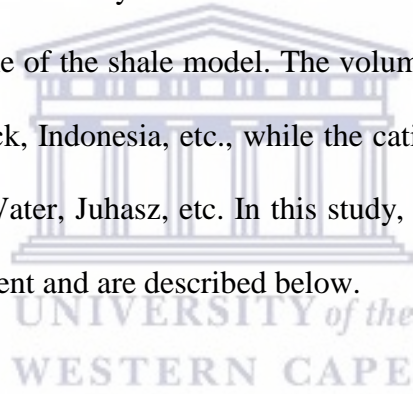 e of the shale model. The volum
ck, Indonesia, etc., while the cati
Water, Juhasz, etc. In this study,
ent and are described below.
UNIVERSITY of the
WESTERN CAPE